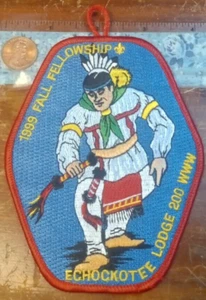 1999 FALL FELLOWSHIP
ECHOCKOTEE LODGE 200 WWW